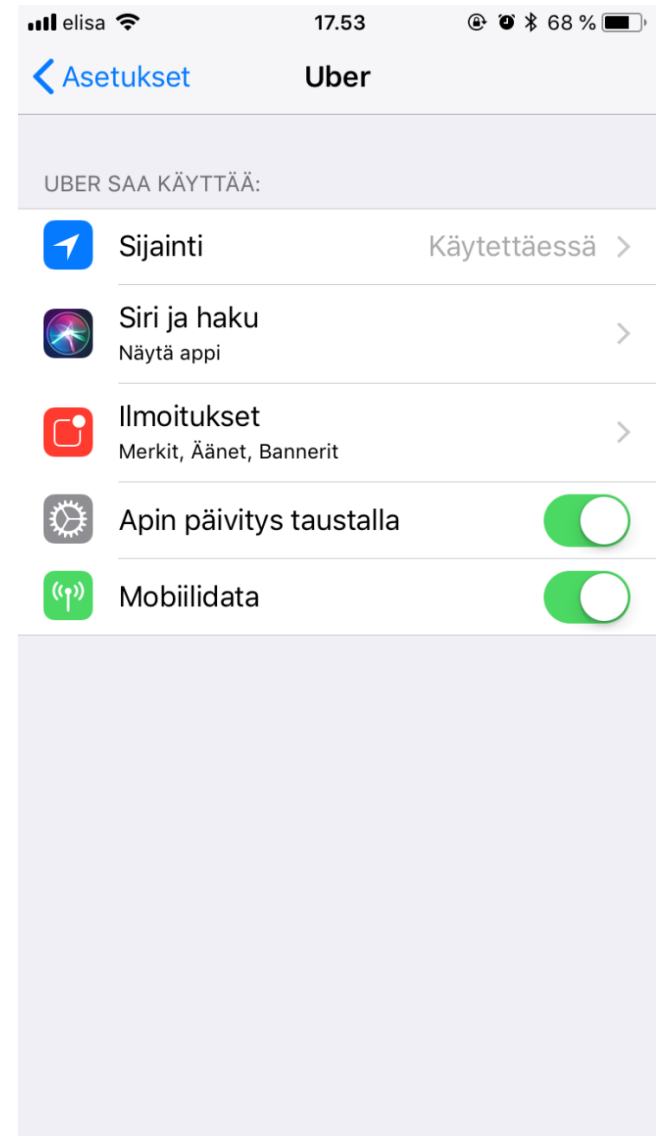 elisa 17.53 68 %
Asetukset Uber
UBER SAA KÄYTTÄÄ:
Sijainti Käytettäessä
Siri ja haku
Näytä appi
Ilmoitukset
Merkit, Äänet, Bannerit
Apin päivitys taustalla
Mobiilidata